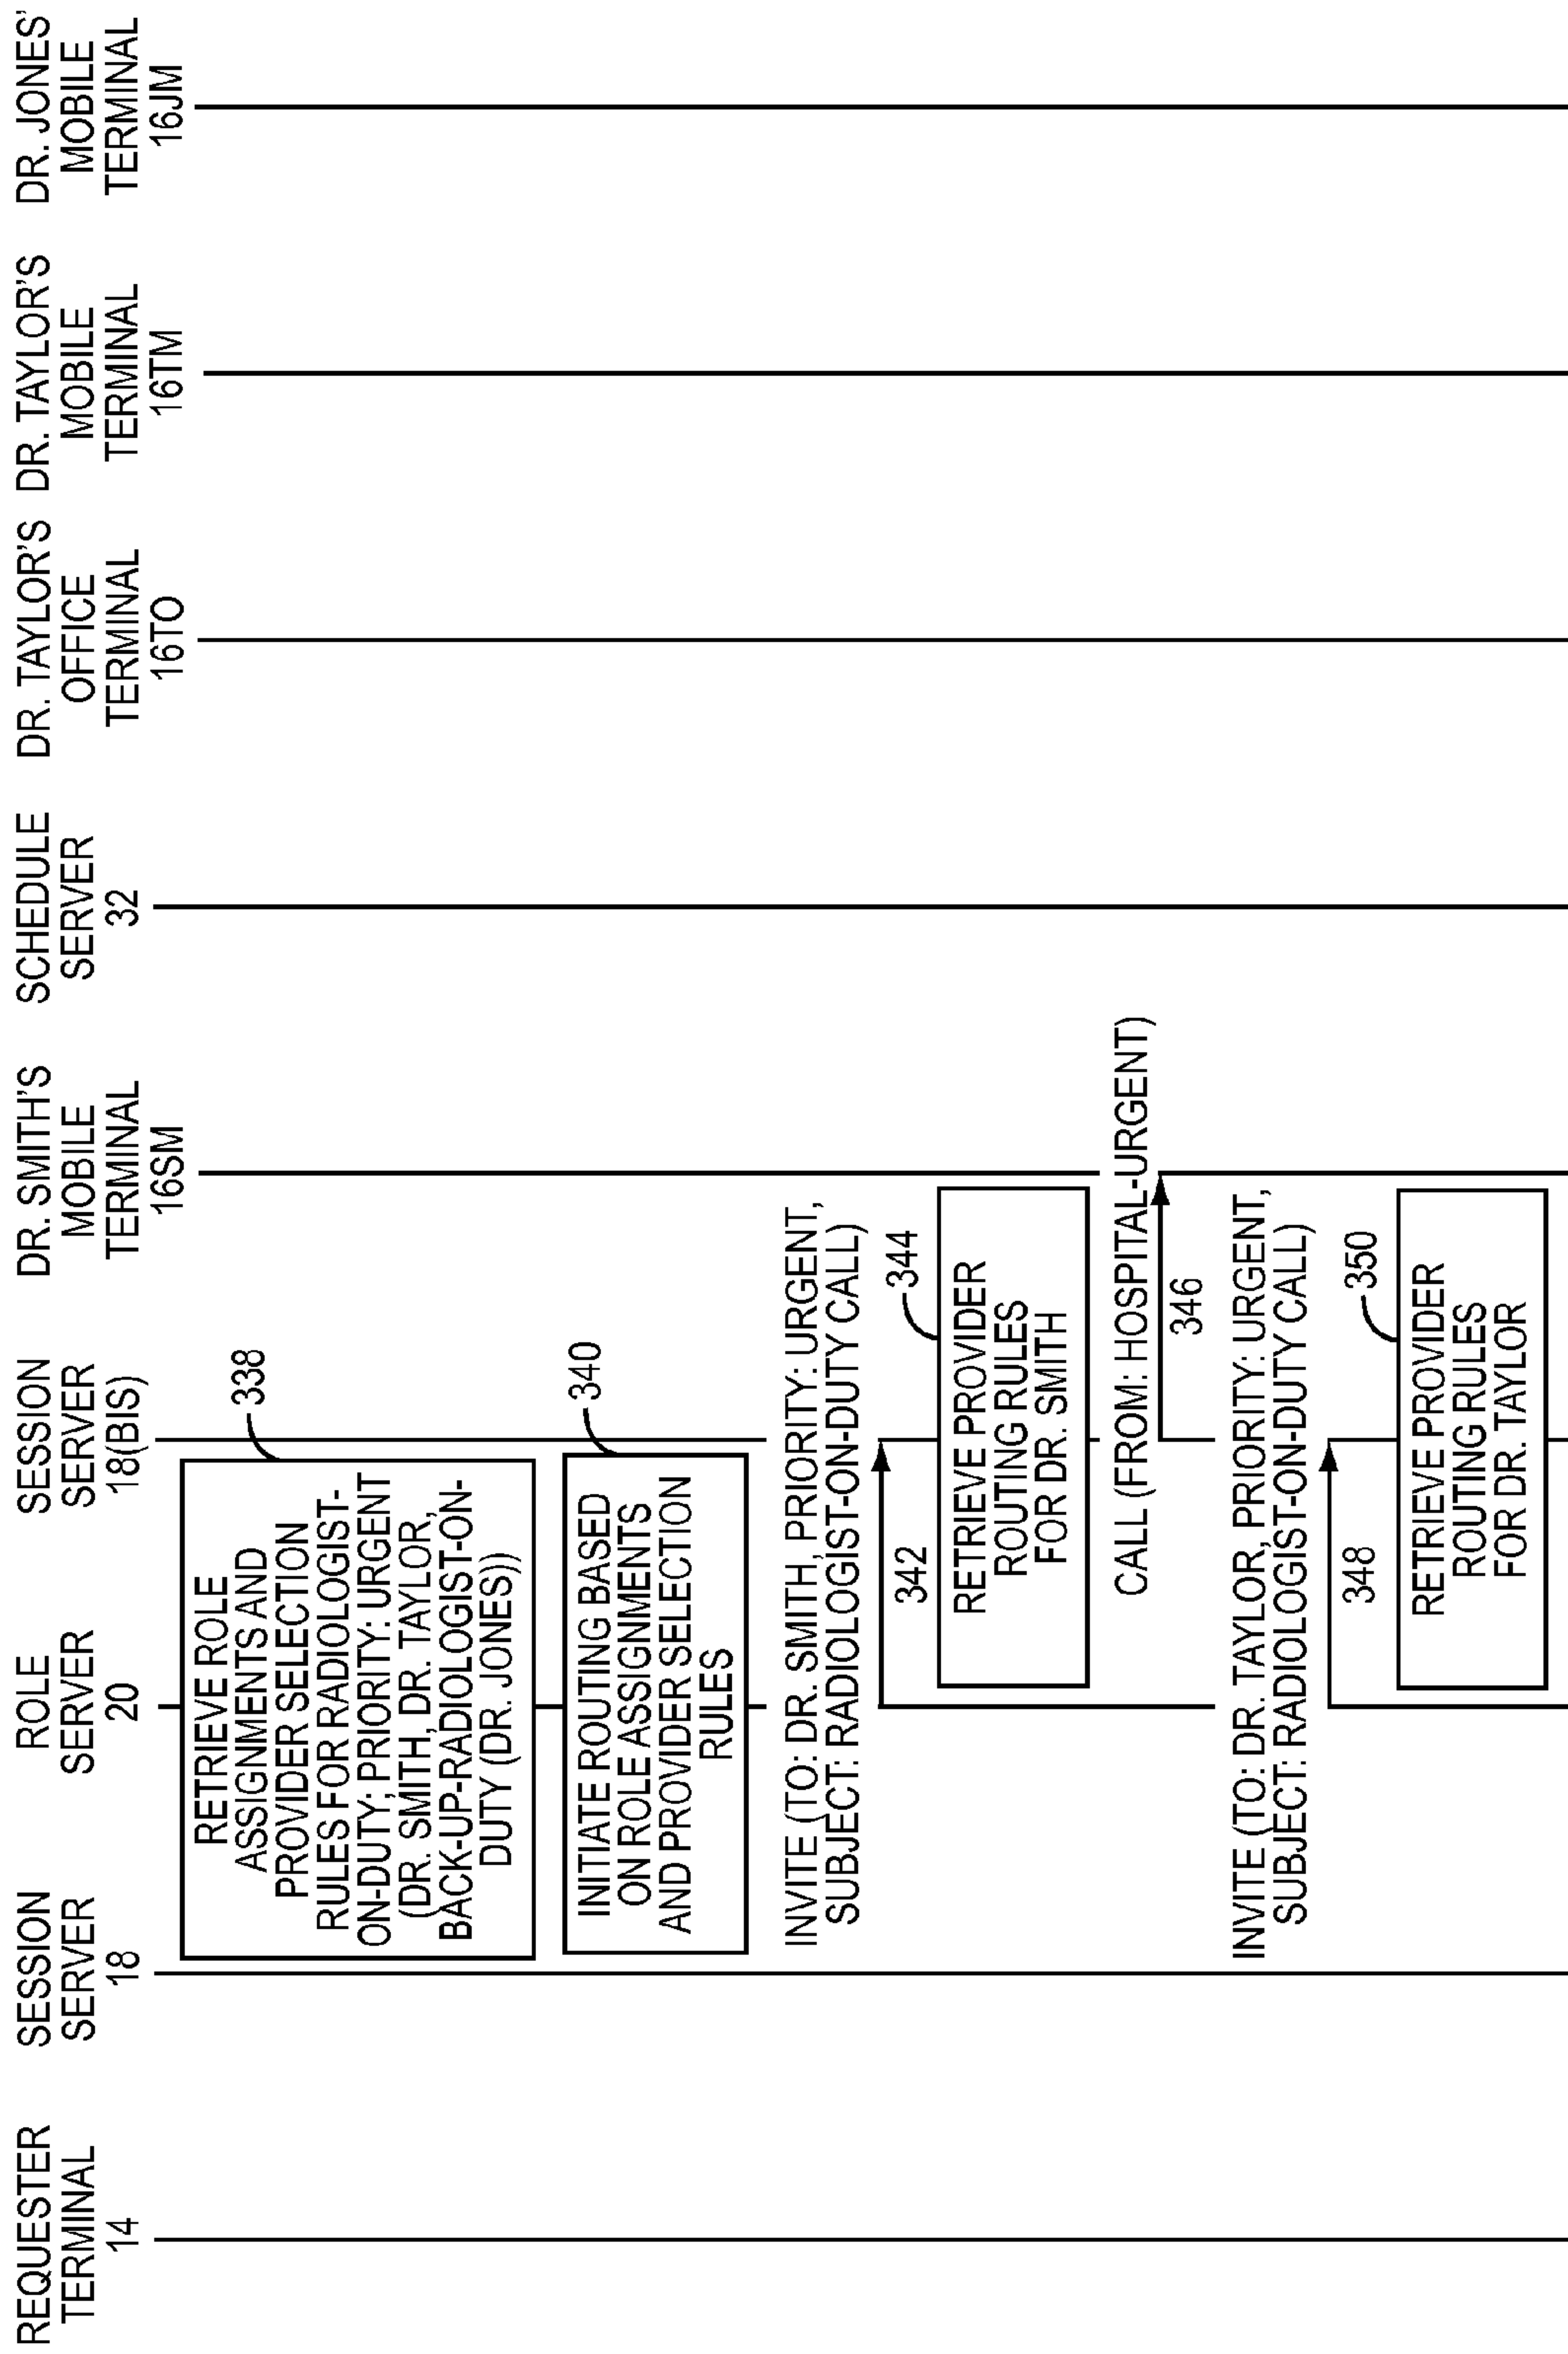 REQUESTER
TERMINAL
14
SESSION
SERVER
18
ROLE
SERVER
20
SESSION
SERVER
18(BIS)
DR. SMITH'S
MOBILE
TERMINAL
16SM
SCHEDULE
SERVER
32
DR. TAYLOR'S
OFFICE
TERMINAL
16TO
DR. TAYLOR'S
MOBILE
TERMINAL
16TM
DR. JONES'
MOBILE
TERMINAL
16JM
RETRIEVE ROLE
ASSIGNMENTS AND
PROVIDER SELECTION
RULES FOR RADIOLOGIST-
ON-DUTY; PRIORITY: URGENT
(DR. SMITH, DR. TAYLOR,
BACK-UP-RADIOLOGIST-ON-
DUTY (DR. JONES))
338
INITIATE ROUTING BASED
ON ROLE ASSIGNMENTS
AND PROVIDER SELECTION
RULES
340
INVITE (TO: DR. SMITH, PRIORITY: URGENT,
SUBJECT: RADIOLOGIST-ON-DUTY CALL)
342
RETRIEVE PROVIDER
ROUTING RULES
FOR DR. SMITH
344
CALL (FROM: HOSPITAL-URGENT)
346
INVITE (TO: DR. TAYLOR, PRIORITY: URGENT,
SUBJECT: RADIOLOGIST-ON-DUTY CALL)
348
RETRIEVE PROVIDER
ROUTING RULES
FOR DR. TAYLOR
350